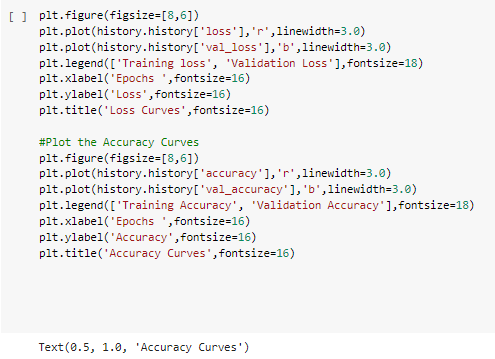 [ ] plt.figure(figsize=[8,6])
plt.plot(history.history['loss'],'r',linewidth=3.0)
plt.plot(history.history['val_loss'],'b',linewidth=3.0)
plt.legend(['Training loss', 'Validation Loss'],fontsize=18)
plt.xlabel('Epochs ',fontsize=16)
plt.ylabel('Loss',fontsize=16)
plt.title('Loss Curves',fontsize=16)

#Plot the Accuracy Curves
plt.figure(figsize=[8,6])
plt.plot(history.history['accuracy'],'r',linewidth=3.0)
plt.plot(history.history['val_accuracy'],'b',linewidth=3.0)
plt.legend(['Training Accuracy', 'Validation Accuracy'],fontsize=18)
plt.xlabel('Epochs ',fontsize=16)
plt.ylabel('Accuracy',fontsize=16)
plt.title('Accuracy Curves',fontsize=16)

Text(0.5, 1.0, 'Accuracy Curves')